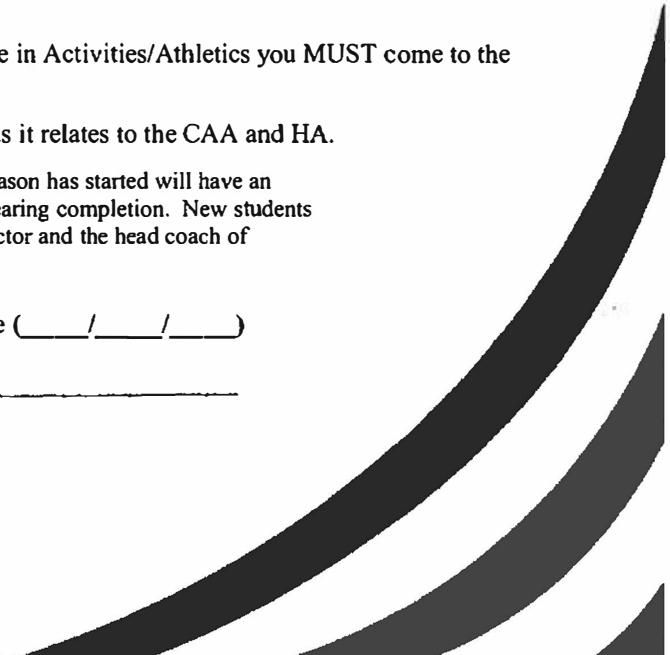 e in Activities/Athletics you MUST come to the
s it relates to the CAA and HA.
ason has started will have an
earing completion. New students
ctor and the head coach of
e (____/____/____)